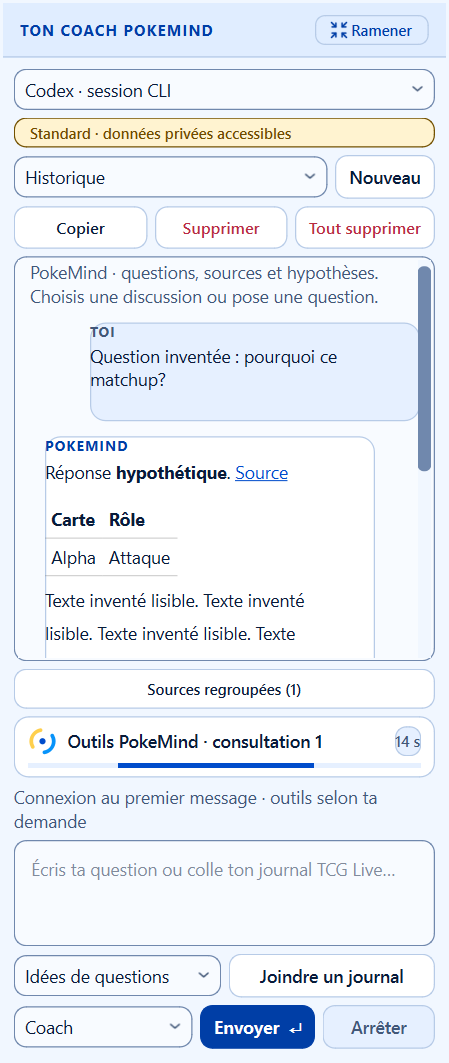 TON COACH POKEMIND
Ramener
Codex · session CLI
Standard · données privées accessibles
Historique
Nouveau
Copier
Supprimer
Tout supprimer
PokeMind · questions, sources et hypothèses.
Choisis une discussion ou pose une question.
TOI
Question inventée : pourquoi ce
matchup?
POKEMIND
Réponse hypothétique. Source
Carte Rôle
Alpha Attaque
Texte inventé lisible. Texte inventé
lisible. Texte inventé lisible. Texte
Sources regroupées (1)
Outils PokeMind · consultation 1
14 s
Connexion au premier message · outils selon ta
demande
Écris ta question ou colle ton journal TCG Live...
Idées de questions
Joindre un journal
Coach
Envoyer ↵
Arrêter